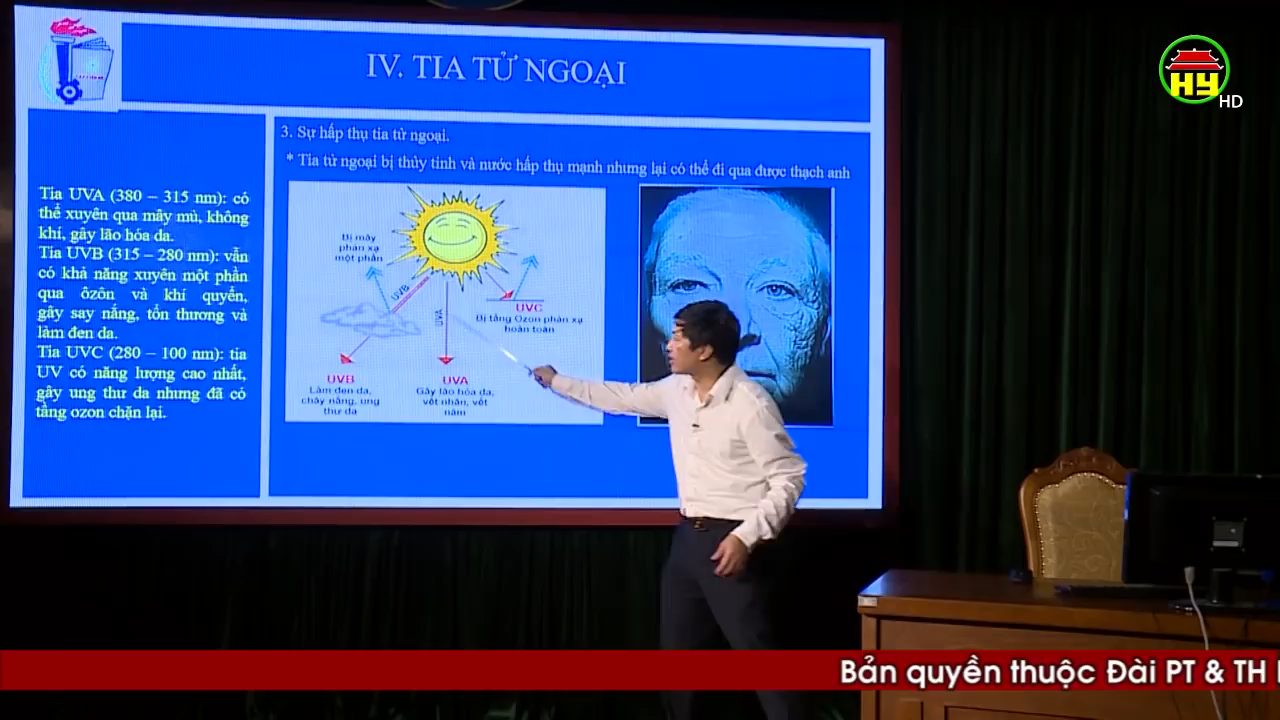 IV. TIA TỬ NGOẠI
HY
HD
3. Sự hấp thụ tia tử ngoại.
* Tia tử ngoại bị thủy tinh và nước hấp thụ mạnh nhưng lại có thể đi qua được thạch anh
Tia UVA (380 – 315 nm): có
thể xuyên qua mây mù, không
khí, gây lão hóa da.
Tia UVB (315 – 280 nm): vẫn
có khả năng xuyên một phần
qua ôzôn và khí quyển,
gây say nắng, tổn thương và
làm đen da.
Tia UVC (280 – 100 nm): tia
UV có năng lượng cao nhất,
gây ung thư da nhưng đã có
tầng ozon chặn lại.
Bị mây
phản xạ
một phần
UVB
UVA
UVC
Bị tầng Ozon phản xạ
hoàn toàn
UVB
Làm đen da,
cháy nắng, ung
thư da
UVA
Gây lão hóa da,
vết nhăn, vết
nám
Bản quyền thuộc Đài PT & TH